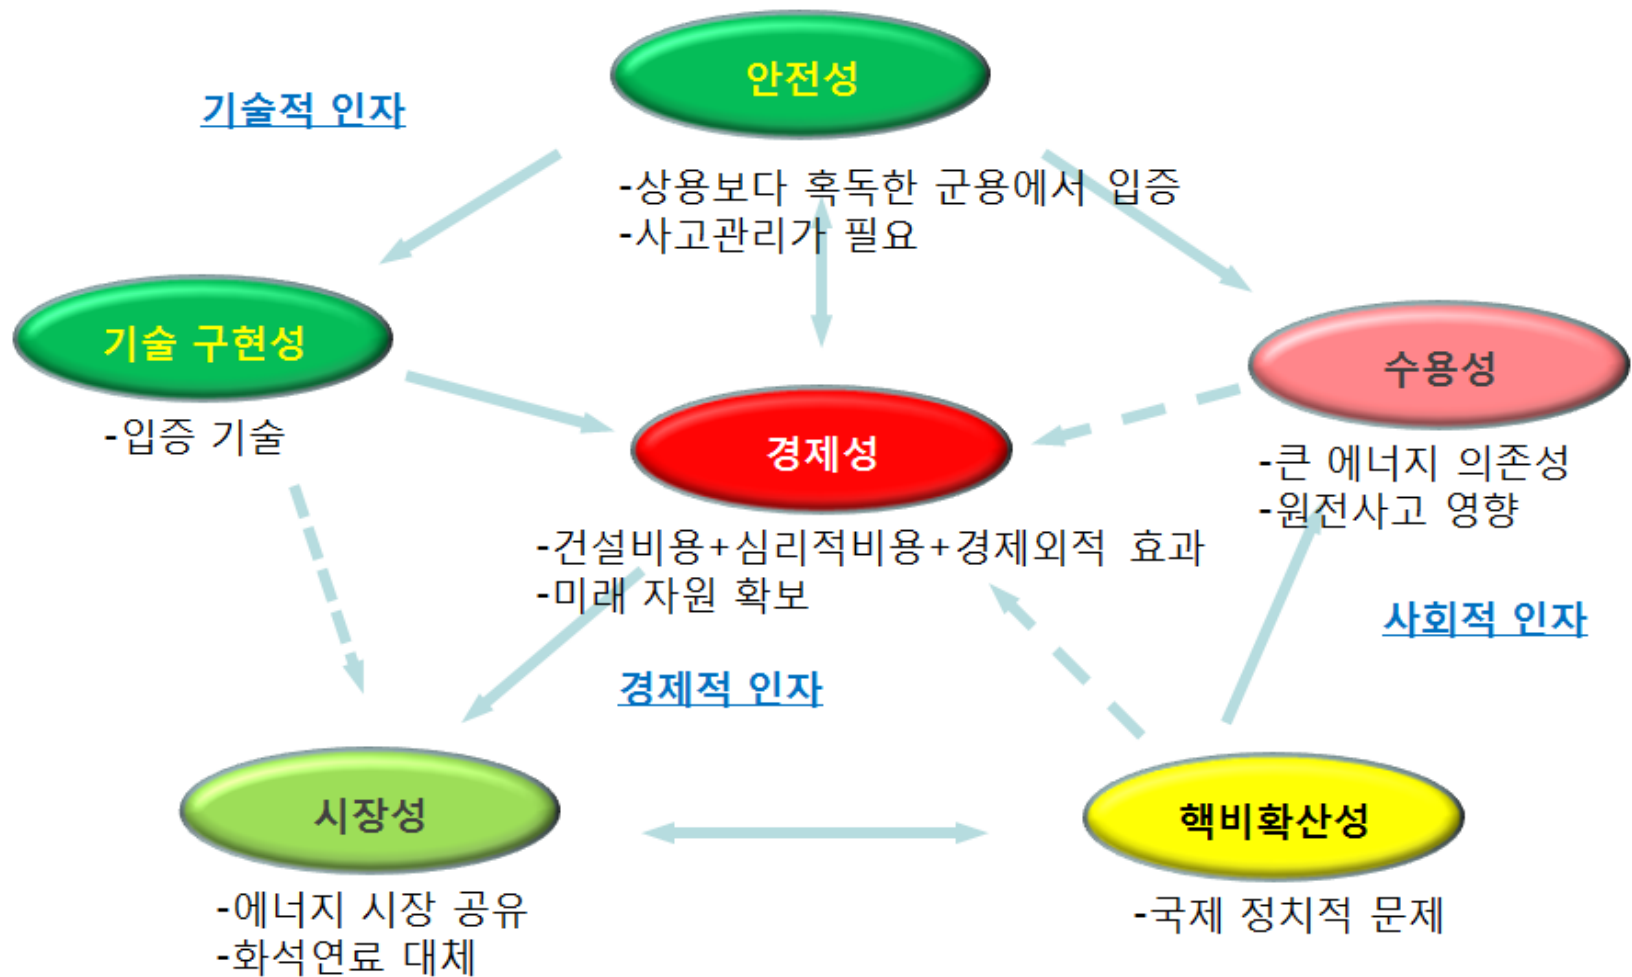 안전성
기술적 인자
-상용보다 혹독한 군용에서 입증
-사고관리가 필요
기술 구현성
-입증 기술
수용성
-큰 에너지 의존성
-원전사고 영향
경제성
-건설비용+심리적비용+경제외적 효과
-미래 자원 확보
사회적 인자
경제적 인자
시장성
-에너지 시장 공유
-화석연료 대체
핵비확산성
-국제 정치적 문제